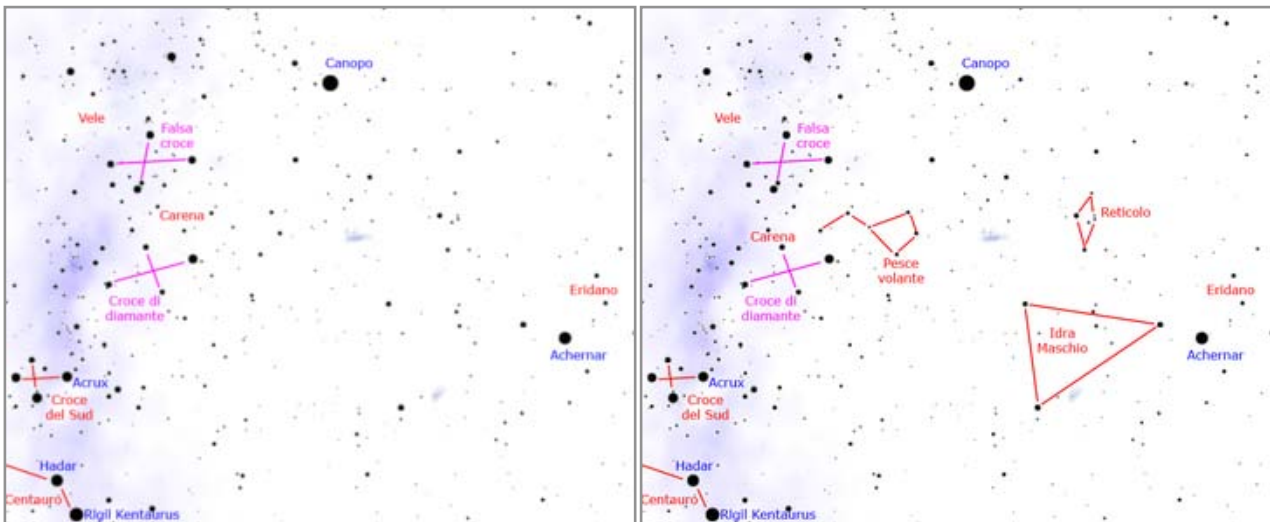 Canopo
Vele
Falsa
croce
Carena
Croce di
diamante
Eridano
Achernar
Acrux
Croce
del Sud
Hadar
Centauro
Rigil Kentaurus
Canopo
Vele
Falsa
croce
Reticolo
Carena
Pesce
volante
Croce di
diamante
Eridano
Idra
Maschio
Achernar
Acrux
Croce
del Sud
Hadar
Centauro
Rigil Kentaurus